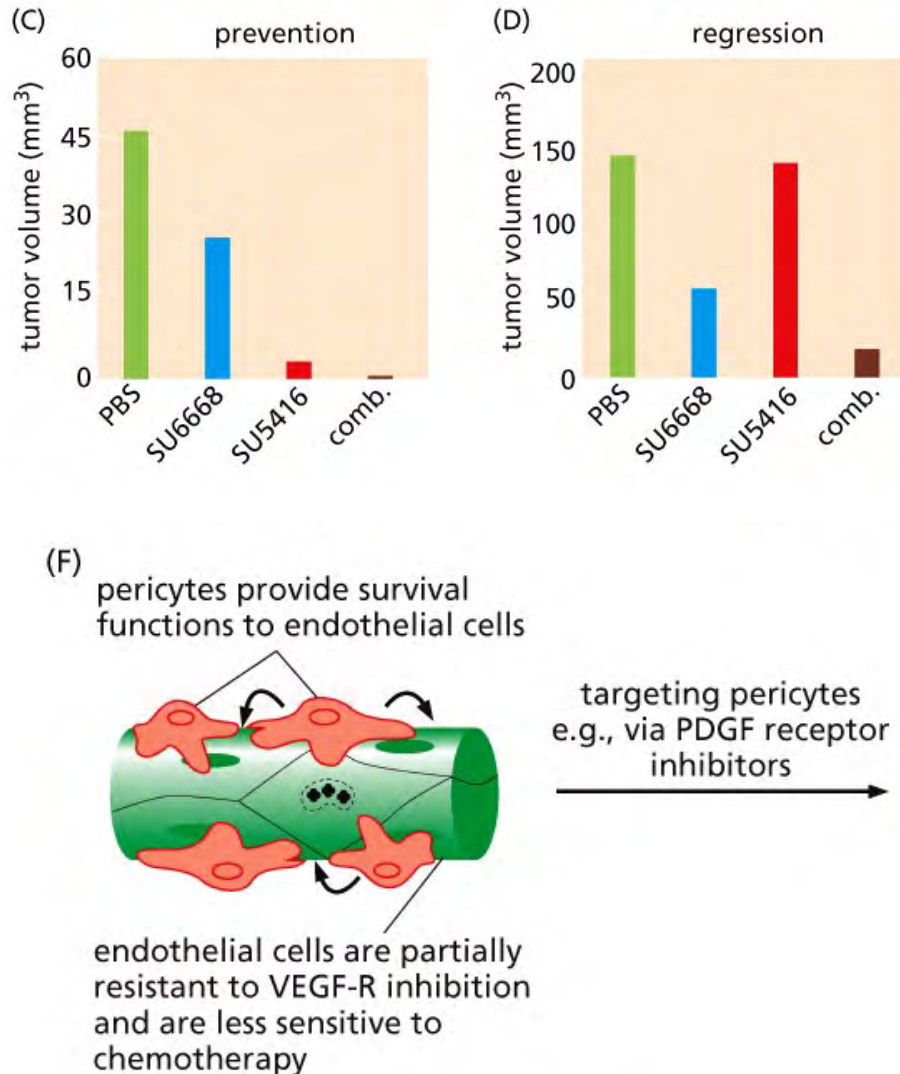 (C)
prevention
tumor volume (mm³)
60
45
30
15
0
PBS
SU6668
SU5416
comb.
(D)
regression
tumor volume (mm³)
200
150
100
50
0
PBS
SU6668
SU5416
comb.
(F)
pericytes provide survival
functions to endothelial cells
targeting pericytes
e.g., via PDGF receptor
inhibitors
endothelial cells are partially
resistant to VEGF-R inhibition
and are less sensitive to
chemotherapy